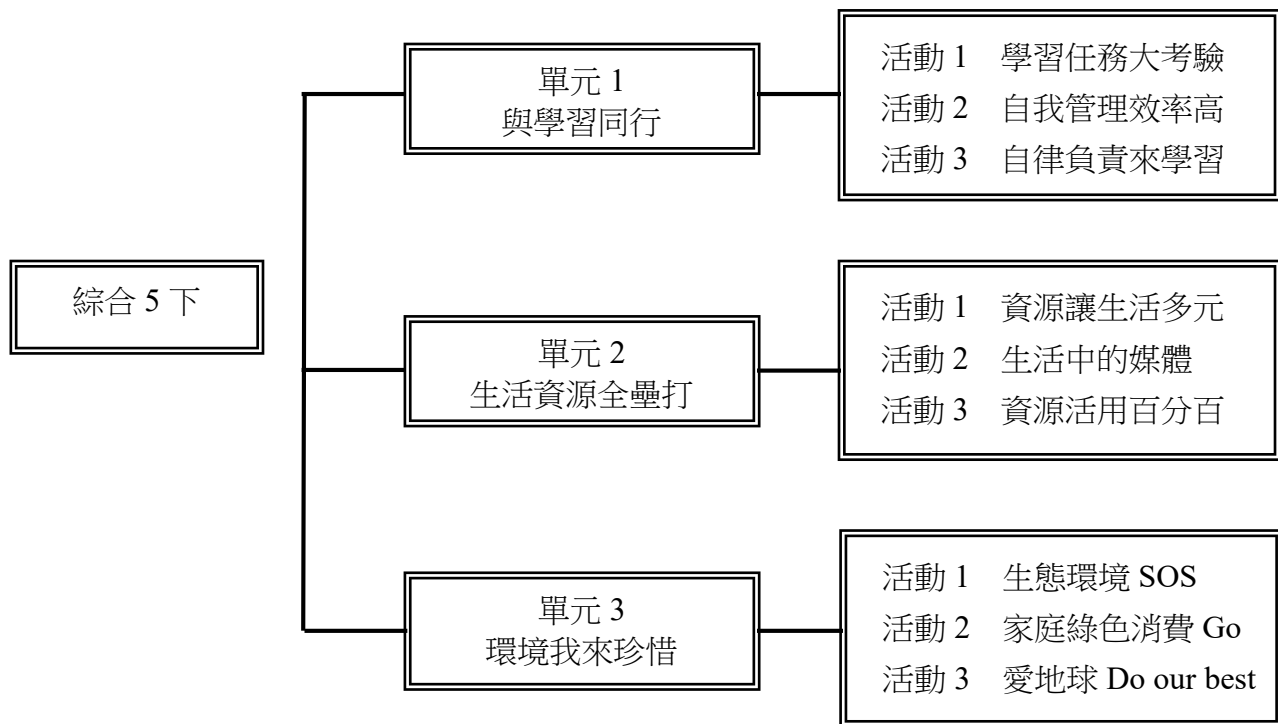 綜合 5 下
單元 1
與學習同行
活動 1 學習任務大考驗
活動 2 自我管理效率高
活動 3 自律負責來學習
單元 2
生活資源全壘打
活動 1 資源讓生活多元
活動 2 生活中的媒體
活動 3 資源活用百分百
單元 3
環境我來珍惜
活動 1 生態環境 SOS
活動 2 家庭綠色消費 Go
活動 3 愛地球 Do our best